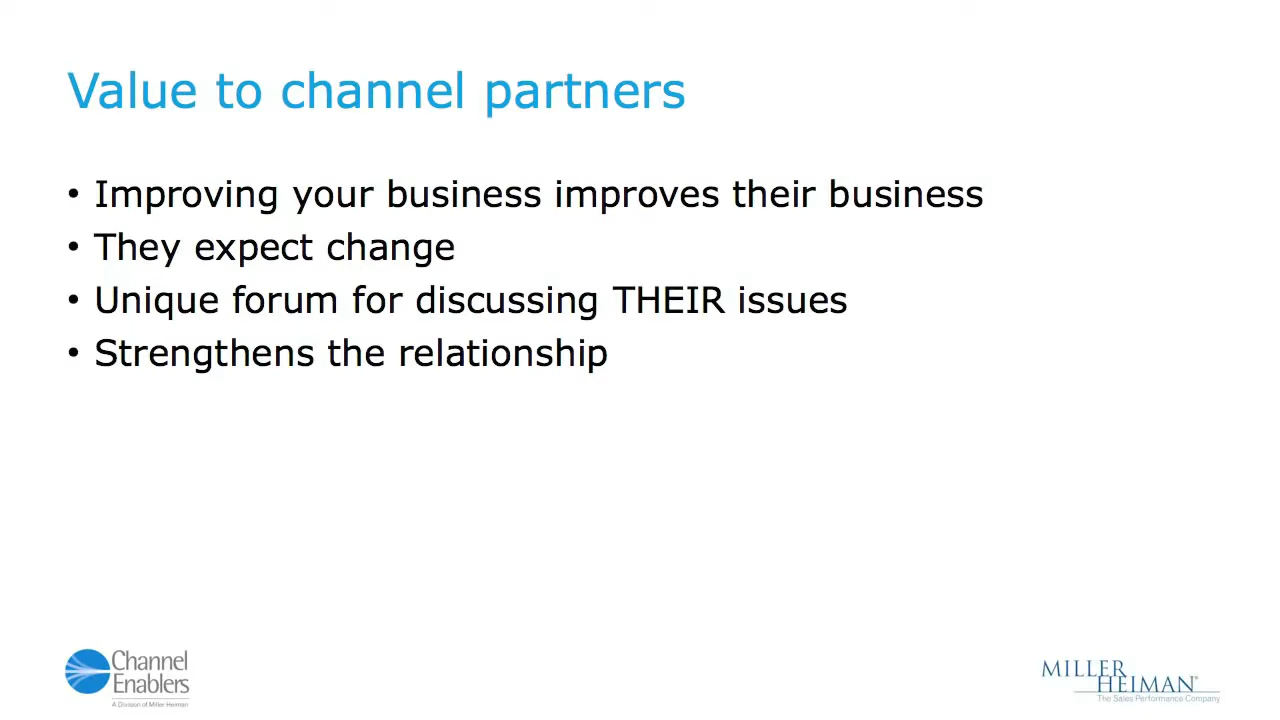 Value to channel partners
• Improving your business improves their business
• They expect change
• Unique forum for discussing THEIR issues
• Strengthens the relationship
Channel
Enablers
A Division of Miller Heiman
MILLER
HEIMAN®
The Sales Performance Company